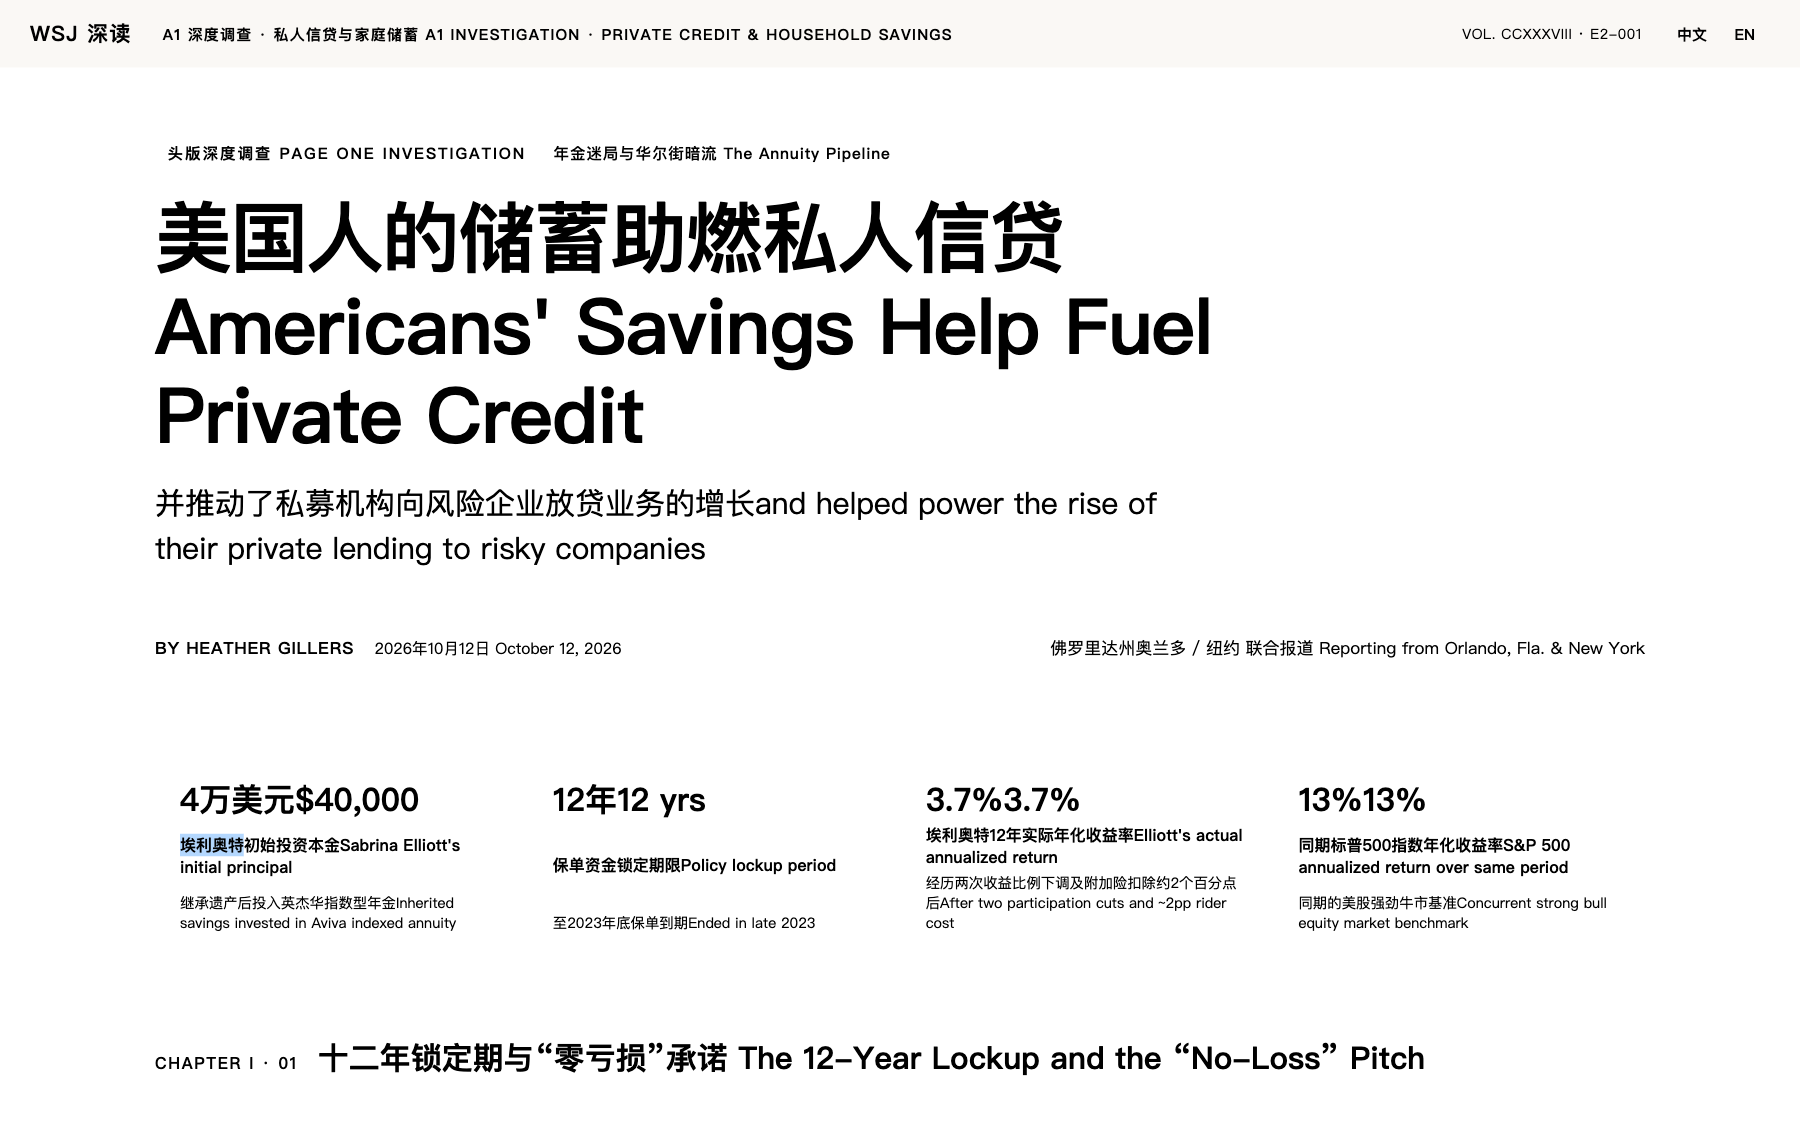 WSJ 深读 A1 深度调查 · 私人信贷与家庭储蓄 A1 INVESTIGATION · PRIVATE CREDIT & HOUSEHOLD SAVINGS VOL. CCXXXVIII · E2-001 中文 EN
头版深度调查 PAGE ONE INVESTIGATION 年金迷局与华尔街暗流 The Annuity Pipeline
美国人的储蓄助燃私人信贷
Americans' Savings Help Fuel
Private Credit
并推动了私募机构向风险企业放贷业务的增长and helped power the rise of
their private lending to risky companies
BY HEATHER GILLERS 2026年10月12日 October 12, 2026 佛罗里达州奥兰多 / 纽约 联合报道 Reporting from Orlando, Fla. & New York
4万美元$40,000
埃利奥特初始投资本金Sabrina Elliott's
initial principal
继承遗产后投入英杰华指数型年金Inherited
savings invested in Aviva indexed annuity
12年12 yrs
保单资金锁定期限Policy lockup period
至2023年底保单到期Ended in late 2023
3.7%3.7%
埃利奥特12年实际年化收益率Elliott's actual
annualized return
经历两次收益比例下调及附加险扣除约2个百分点
后After two participation cuts and ~2pp rider
cost
13%13%
同期标普500指数年化收益率S&P 500
annualized return over same period
同期的美股强劲牛市基准Concurrent strong bull
equity market benchmark
CHAPTER I · 01 十二年锁定期与“零亏损”承诺 The 12-Year Lockup and the “No-Loss” Pitch